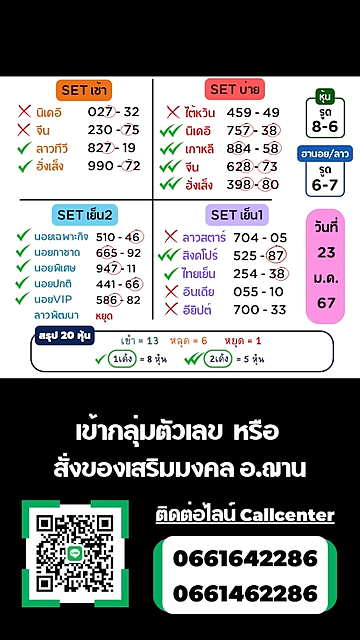 SET เช้า
นิเคอิ 027 - 32
จีน 230 - 75
ลาวทีวี 827 - 19
ฮั่งเส็ง 990 - 72
SET บ่าย
ไต้หวัน 459 - 49
นิเคอิ 757 - 38
เกาหลี 884 - 58
จีน 628 - 73
ฮั่งเส็ง 398 - 80
หุ้น
รูด
8-6
ฮานอย/ลาว
รูด
6-7
SET เย็น2
นอยเฉพาะกิจ 510 - 46
นอยกาชาด 665 - 92
นอยพิเศษ 947 - 11
นอยปกติ 441 - 66
นอยVIP 586 - 82
ลาวพัฒนา หยุด
SET เย็น1
ลาวสตาร์ 704 - 05
สิงคโปร์ 525 - 87
ไทยเย็น 254 - 38
อินเดีย 055 - 10
อียิปต์ 700 - 33
วันที่
23
ม.ค.
67
สรุป 20 หุ้น
เข้า = 13 หลุด = 6 หยุด = 1
1เด้ง = 8 หุ้น 2เด้ง = 5 หุ้น
เข้ากลุ่มตัวเลข หรือ
สั่งของเสริมมงคล อ.ฌาน
ติดต่อไลน์ Callcenter
0661642286
0661462286
LINE